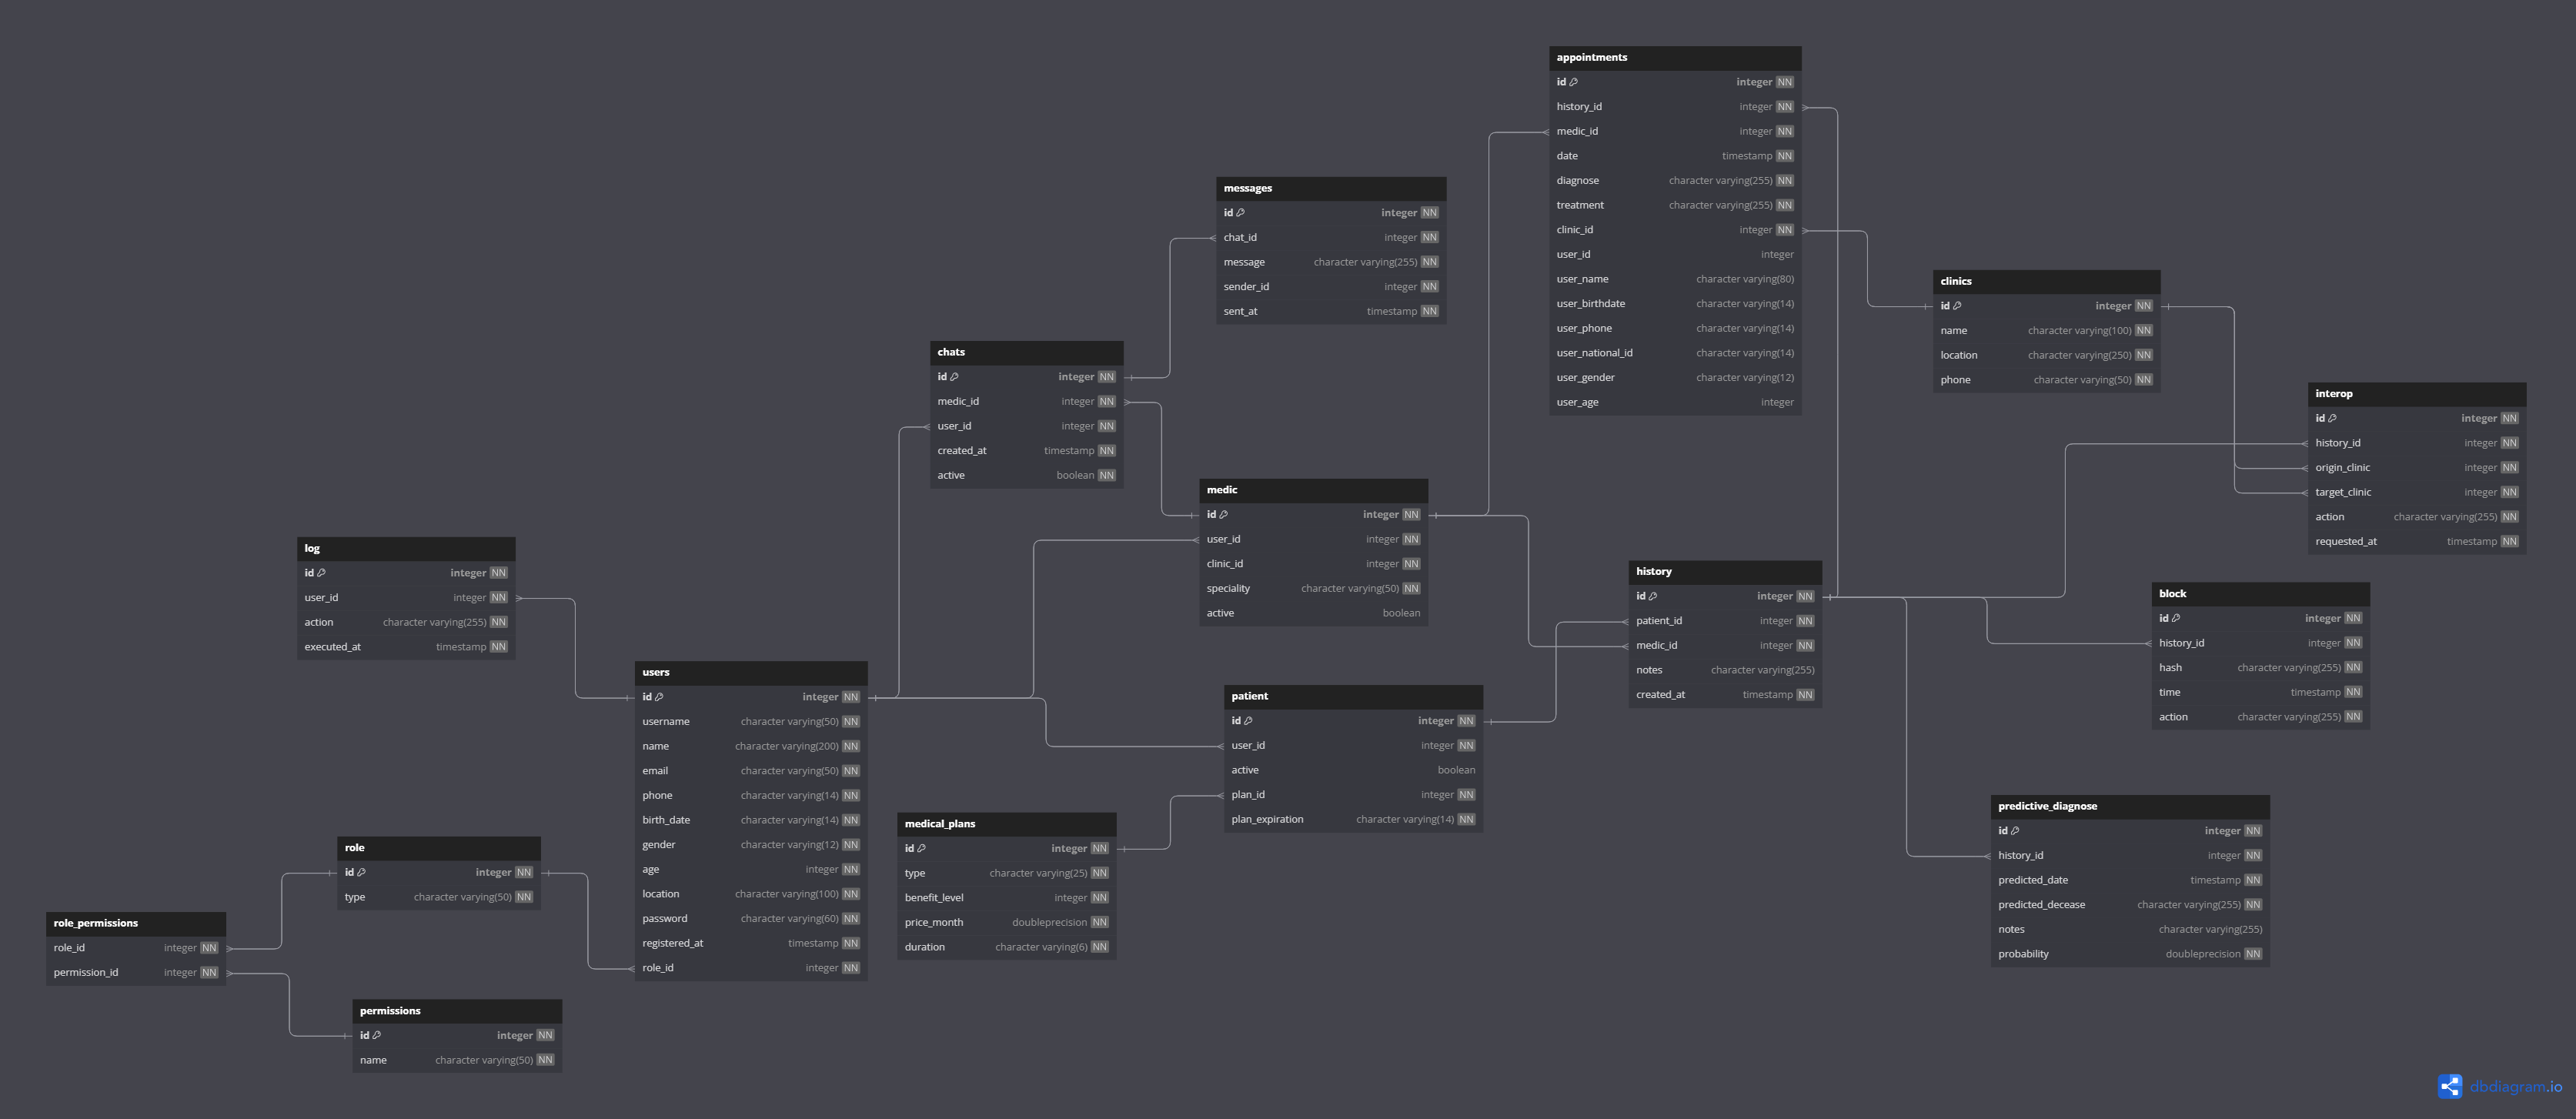 appointments
id integer NN
history_id integer NN
medic_id integer NN
date timestamp NN
diagnose character varying(255) NN
treatment character varying(255) NN
clinic_id integer NN
user_id integer
user_name character varying(80)
user_birthdate character varying(14)
user_phone character varying(14)
user_national_id character varying(14)
user_gender character varying(12)
user_age integer
messages
id integer NN
chat_id integer NN
message character varying(255) NN
sender_id integer NN
sent_at timestamp NN
clinics
id integer NN
name character varying(100) NN
location character varying(250) NN
phone character varying(50) NN
chats
id integer NN
medic_id integer NN
user_id integer NN
created_at timestamp NN
active boolean NN
interop
id integer NN
history_id integer NN
origin_clinic integer NN
target_clinic integer NN
action character varying(255) NN
requested_at timestamp NN
medic
id integer NN
user_id integer NN
clinic_id integer NN
speciality character varying(50) NN
active boolean
log
id integer NN
user_id integer NN
action character varying(255) NN
executed_at timestamp NN
history
id integer NN
patient_id integer NN
medic_id integer NN
notes character varying(255)
created_at timestamp NN
block
id integer NN
history_id integer NN
hash character varying(255) NN
time timestamp NN
action character varying(255) NN
users
id integer NN
username character varying(50) NN
name character varying(200) NN
email character varying(50) NN
phone character varying(14) NN
birth_date character varying(14) NN
gender character varying(12) NN
age integer NN
location character varying(100) NN
password character varying(60) NN
registered_at timestamp NN
role_id integer NN
patient
id integer NN
user_id integer NN
active boolean
plan_id integer NN
plan_expiration character varying(14) NN
predictive_diagnose
id integer NN
history_id integer NN
predicted_date timestamp NN
predicted_decease character varying(255) NN
notes character varying(255)
probability doubleprecision NN
medical_plans
id integer NN
type character varying(25) NN
benefit_level integer NN
price_month doubleprecision NN
duration character varying(6) NN
role
id integer NN
type character varying(50) NN
role_permissions
role_id integer NN
permission_id integer NN
permissions
id integer NN
name character varying(50) NN
dbdiagram.io